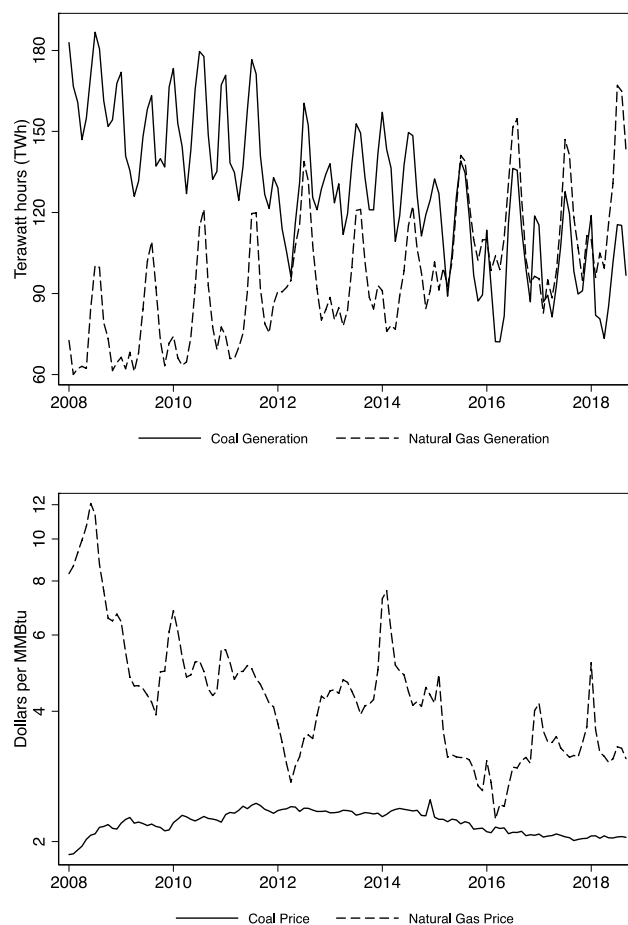 Terawatt hours (TWh)
180
150
120
90
60
2008 2010 2012 2014 2016 2018
Coal Generation Natural Gas Generation
Dollars per MMBtu
12
10
8
6
4
2
2008 2010 2012 2014 2016 2018
Coal Price Natural Gas Price